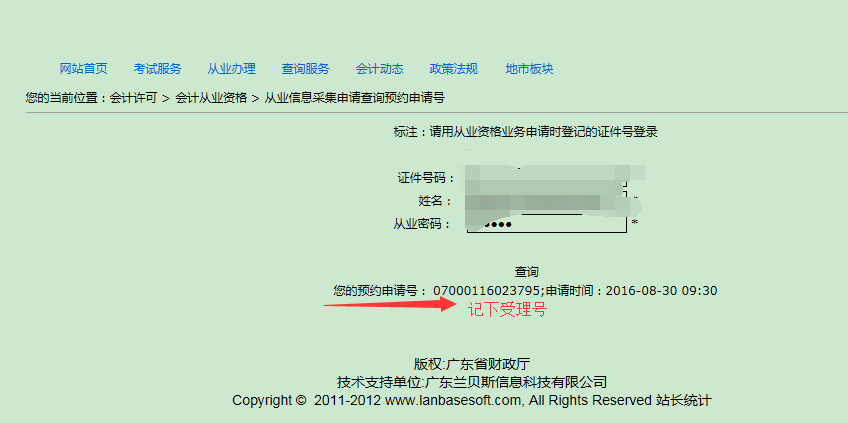 网站首页 考试服务 从业办理 查询服务 会计动态 政策法规 地市板块
您的当前位置：会计许可 > 会计从业资格 > 从业信息采集申请查询预约申请号
标注：请用从业资格业务申请时登记的证件号登录
证件号码：
姓名： *
从业密码： ●●●● *
查询
您的预约申请号： 07000116023795;申请时间：2016-08-30 09:30
记下受理号
版权:广东省财政厅
技术支持单位:广东兰贝斯信息科技有限公司
Copyright © 2011-2012 www.lanbasesoft.com, All Rights Reserved 站长统计